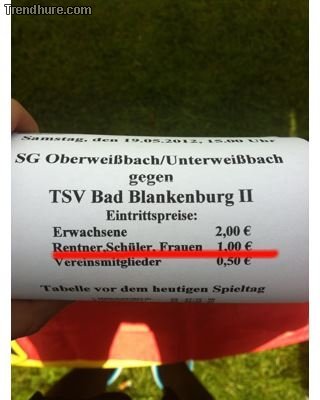 Trendhure.com
Samstag, den 19.05.2012, 15.00 Uhr
SG Oberweißbach/Unterweißbach
gegen
TSV Bad Blankenburg II
Eintrittspreise:
Erwachsene 2,00 €
Rentner,Schüler, Frauen 1,00 €
Vereinsmitglieder 0,50 €
Tabelle vor dem heutigen Spieltag